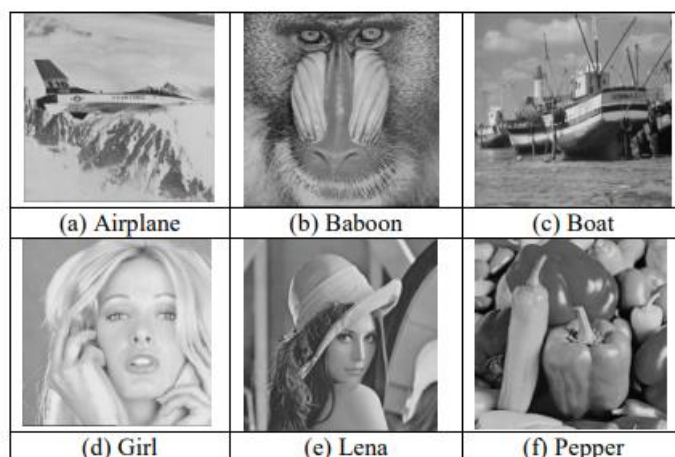 (a) Airplane
(b) Baboon
(c) Boat
(d) Girl
(e) Lena
(f) Pepper